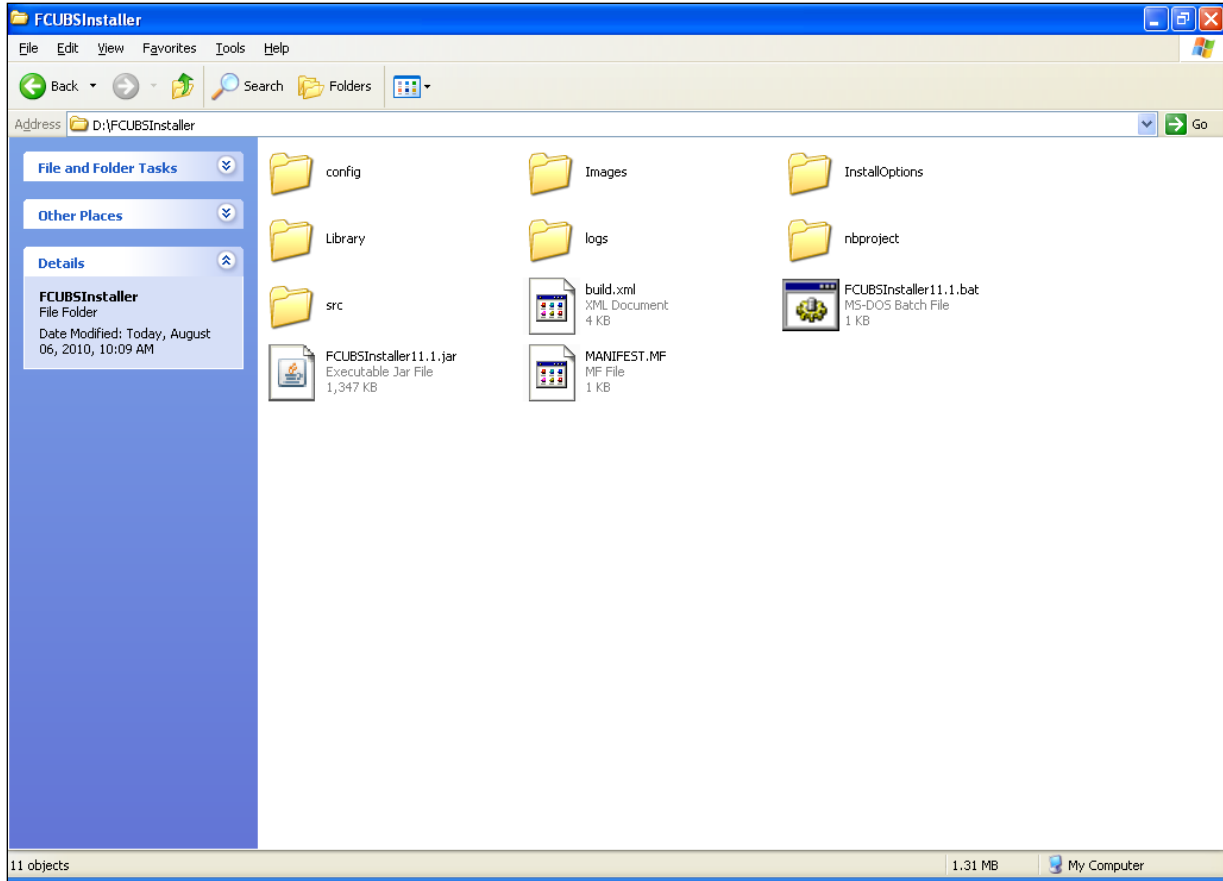 FCUBSInstaller
File Edit View Favorites Tools Help
Back Search Folders
Address D:\FCUBSInstaller Go
File and Folder Tasks
Other Places
Details
FCUBSInstaller
File Folder
Date Modified: Today, August
06, 2010, 10:09 AM
config
Images
InstallOptions
Library
logs
nbproject
src
build.xml
XML Document
4 KB
FCUBSInstaller11.1.bat
MS-DOS Batch File
1 KB
FCUBSInstaller11.1.jar
Executable Jar File
1,347 KB
MANIFEST.MF
MF File
1 KB
11 objects 1.31 MB My Computer